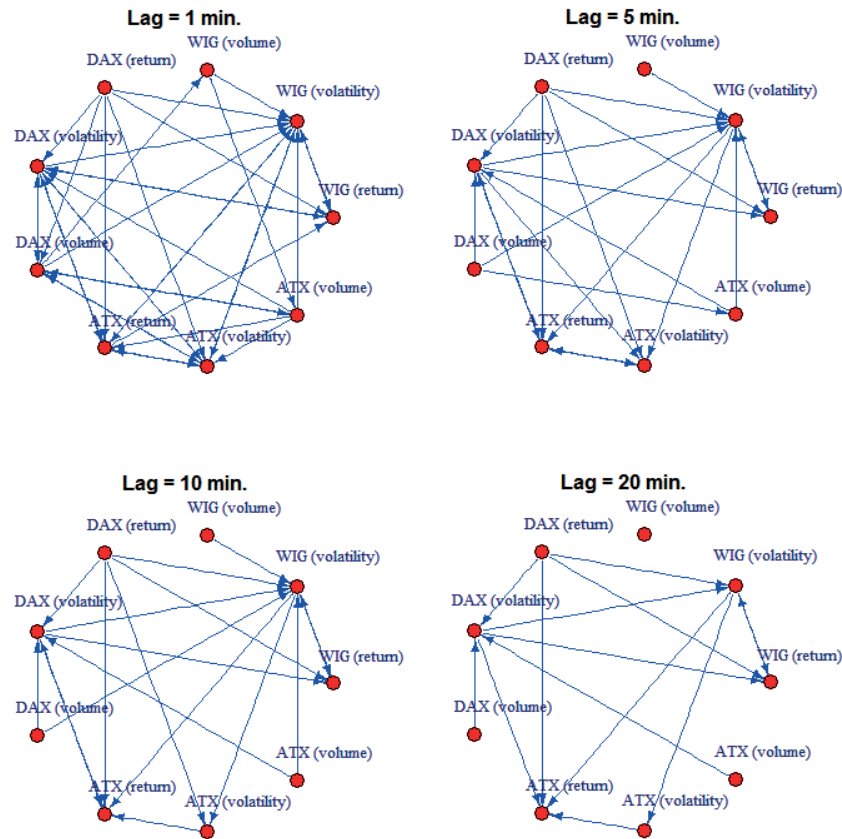 Lag = 1 min.
WIG (volume)
DAX (return)
WIG (volatility)
DAX (volatility)
WIG (return)
DAX (volume)
ATX (volume)
ATX (return)
ATX (volatility)
Lag = 5 min.
WIG (volume)
DAX (return)
WIG (volatility)
DAX (volatility)
WIG (return)
DAX (volume)
ATX (volume)
ATX (return)
ATX (volatility)
Lag = 10 min.
WIG (volume)
DAX (return)
WIG (volatility)
DAX (volatility)
WIG (return)
DAX (volume)
ATX (volume)
ATX (return)
ATX (volatility)
Lag = 20 min.
WIG (volume)
DAX (return)
WIG (volatility)
DAX (volatility)
WIG (return)
DAX (volume)
ATX (volume)
ATX (return)
ATX (volatility)